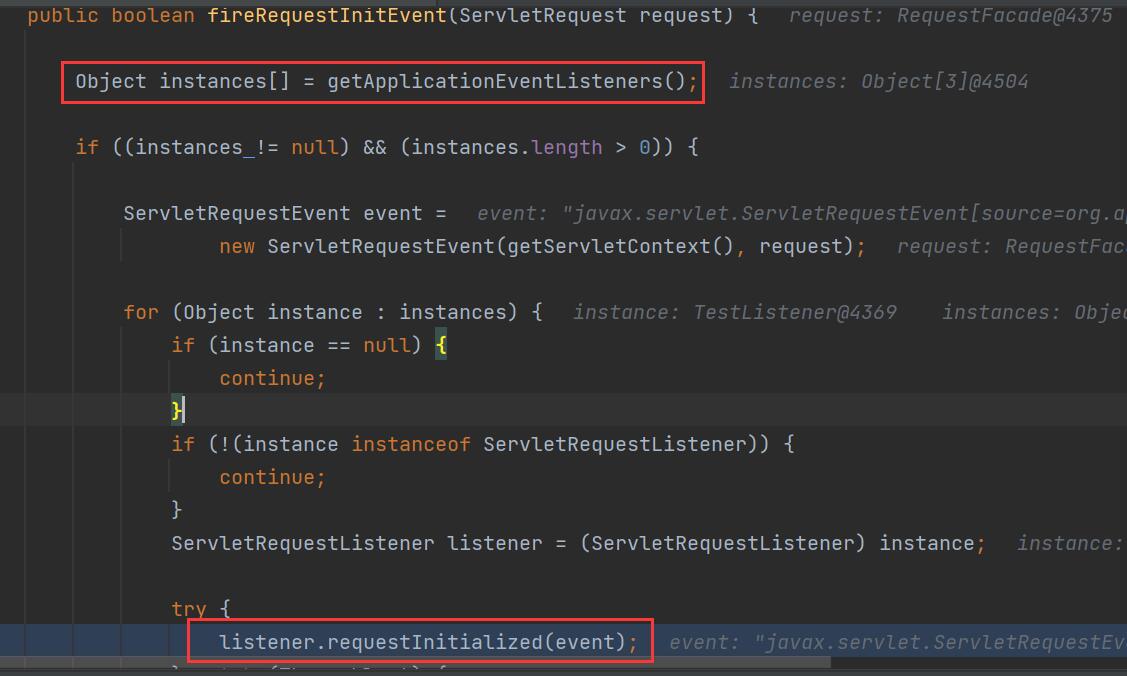 public boolean fireRequestInitEvent(ServletRequest request) { request: RequestFacade@4375
Object instances[] = getApplicationEventListeners(); instances: Object[3]@4504
if ((instances != null) && (instances.length > 0)) {
ServletRequestEvent event = event: "javax.servlet.ServletRequestEvent[source=org.a
new ServletRequestEvent(getServletContext(), request); request: RequestFac
for (Object instance : instances) { instance: TestListener@4369 instances: Obje
if (instance == null) {
continue;
}
if (!(instance instanceof ServletRequestListener)) {
continue;
}
ServletRequestListener listener = (ServletRequestListener) instance; instance:
try {
listener.requestInitialized(event); event: "javax.servlet.ServletRequestEv